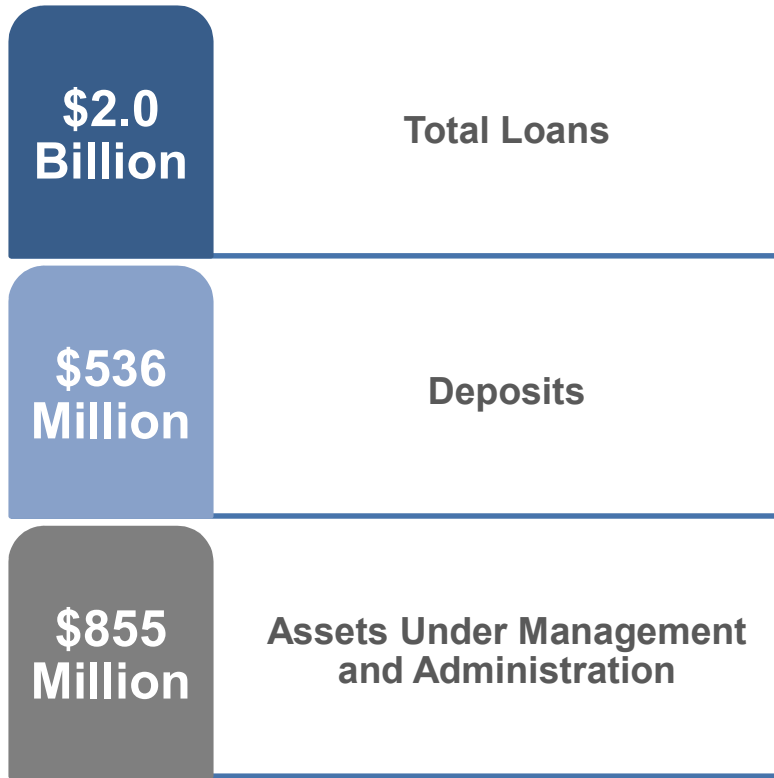 $2.0
Billion
Total Loans
$536
Million
Deposits
$855
Million
Assets Under Management
and Administration